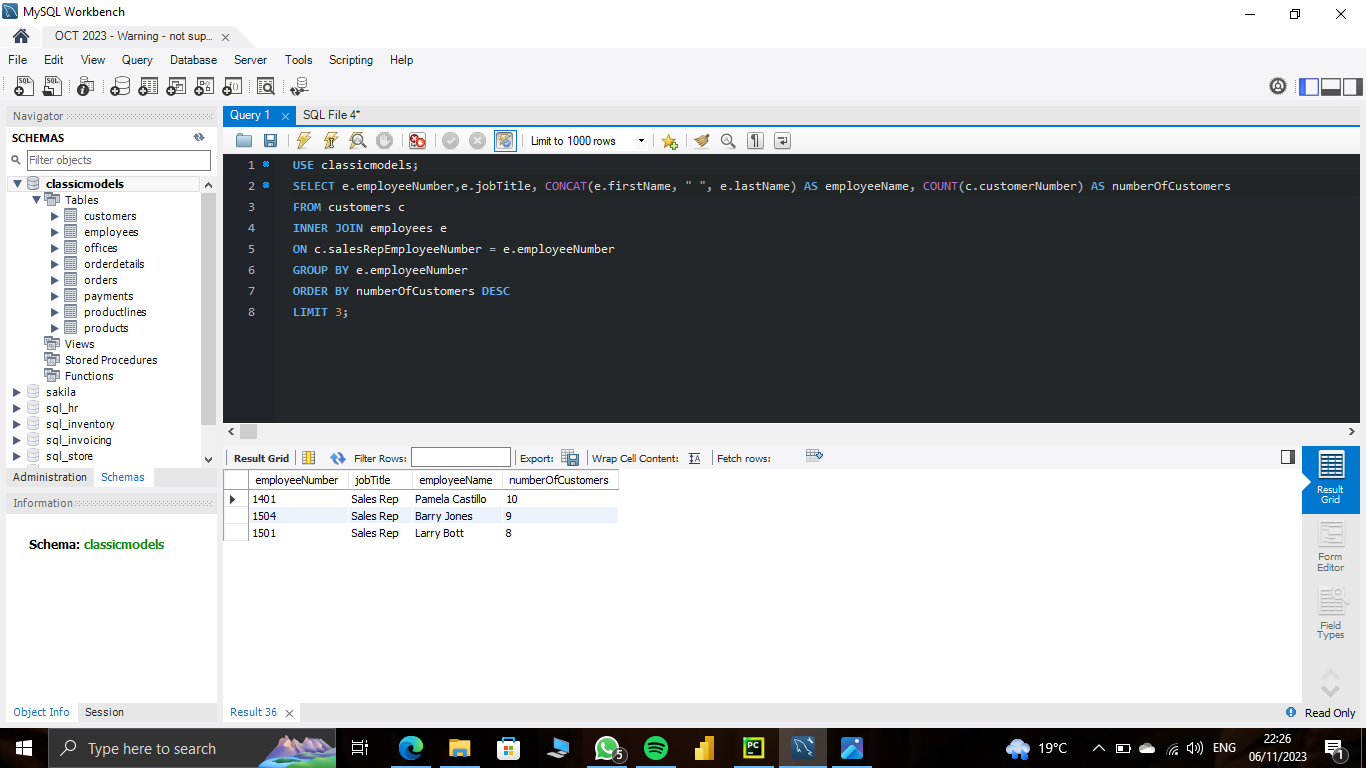 MySQL Workbench
OCT 2023 - Warning - not sup...
File Edit View Query Database Server Tools Scripting Help
Navigator
SCHEMAS
Filter objects
classicmodels
Tables
customers
employees
offices
orderdetails
orders
payments
productlines
products
Views
Stored Procedures
Functions
sakila
sql_hr
sql_inventory
sql_invoicing
sql_store
Administration Schemas
Information
Schema: classicmodels
Object Info Session
Query 1 SQL File 4*
Limit to 1000 rows
1 USE classicmodels;
2 SELECT e.employeeNumber,e.jobTitle, CONCAT(e.firstName, " ", e.lastName) AS employeeName, COUNT(c.customerNumber) AS numberOfCustomers
3 FROM customers c
4 INNER JOIN employees e
5 ON c.salesRepEmployeeNumber = e.employeeNumber
6 GROUP BY e.employeeNumber
7 ORDER BY numberOfCustomers DESC
8 LIMIT 3;
Result Grid Filter Rows: Export: Wrap Cell Content: Fetch rows:
employeeNumber jobTitle employeeName numberOfCustomers
1401 Sales Rep Pamela Castillo 10
1504 Sales Rep Barry Jones 9
1501 Sales Rep Larry Bott 8
Result
Grid
Form
Editor
Field
Types
Result 36
Read Only
Type here to search
5
PC
19°C
ENG
22:26
06/11/2023
1